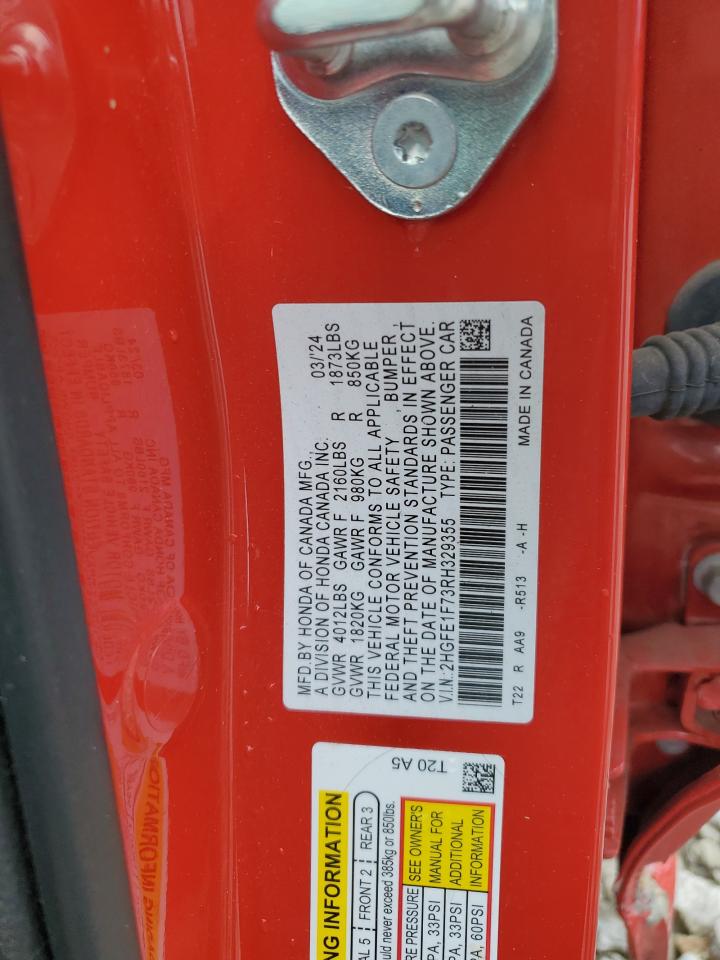 MFD.BY HONDA OF CANADA MFG.,
A DIVISION OF HONDA CANADA INC. 03/'24
GVWR 4012LBS GAWR F 2160LBS R 1873LBS
GVWR 1820KG GAWR F 980KG R 850KG
THIS VEHICLE CONFORMS TO ALL APPLICABLE
FEDERAL MOTOR VEHICLE SAFETY , BUMPER ,
AND THEFT PREVENTION STANDARDS IN EFFECT
ON THE DATE OF MANUFACTURE SHOWN ABOVE.
V.I.N.:2HGFE1F73RH329355 TYPE: PASSENGER CAR
T22 R AA9 -R513 -A -H MADE IN CANADA
NG INFORMATION
AL 5 FRONT 2 REAR 3
never exceed 385kg or 850lbs.
PRESSURE SEE OWNER'S
PA, 33PSI MANUAL FOR
PA, 33PSI ADDITIONAL
PA, 60PSI INFORMATION
T20 A5